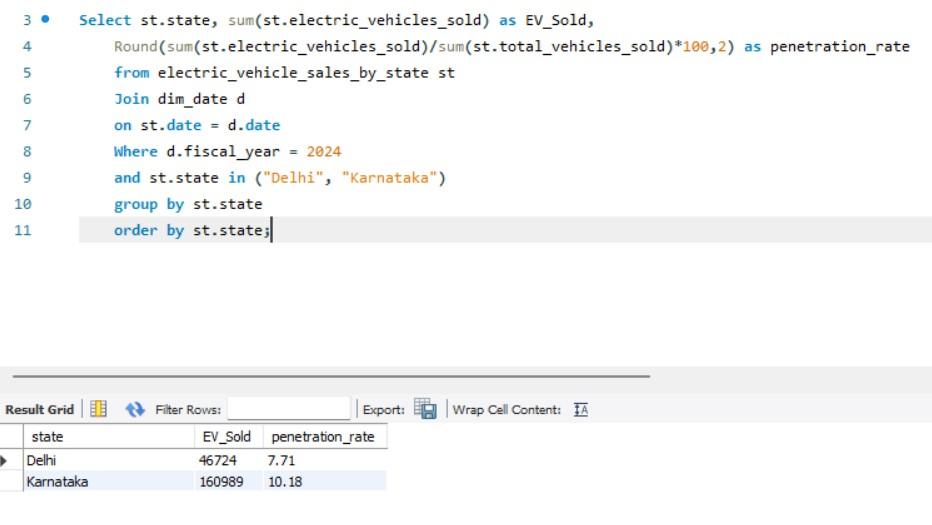 3 Select st.state, sum(st.electric_vehicles_sold) as EV_Sold,
4 Round(sum(st.electric_vehicles_sold)/sum(st.total_vehicles_sold)*100,2) as penetration_rate
5 from electric_vehicle_sales_by_state st
6 Join dim_date d
7 on st.date = d.date
8 Where d.fiscal_year = 2024
9 and st.state in ("Delhi", "Karnataka")
10 group by st.state
11 order by st.state;
Result Grid Filter Rows: Export: Wrap Cell Content: IA
state EV_Sold penetration_rate
Delhi 46724 7.71
Karnataka 160989 10.18